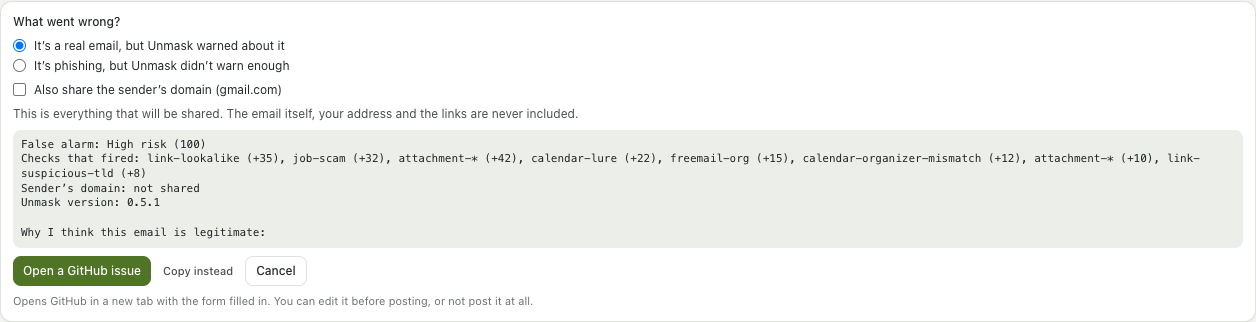 What went wrong?
It's a real email, but Unmask warned about it
It's phishing, but Unmask didn't warn enough
Also share the sender's domain (gmail.com)
This is everything that will be shared. The email itself, your address and the links are never included.
False alarm: High risk (100)
Checks that fired: link-lookalike (+35), job-scam (+32), attachment-* (+42), calendar-lure (+22), freemail-org (+15), calendar-organizer-mismatch (+12), attachment-* (+10), link-
suspicious-tld (+8)
Sender's domain: not shared
Unmask version: 0.5.1
Why I think this email is legitimate:
Open a GitHub issue Copy instead Cancel
Opens GitHub in a new tab with the form filled in. You can edit it before posting, or not post it at all.